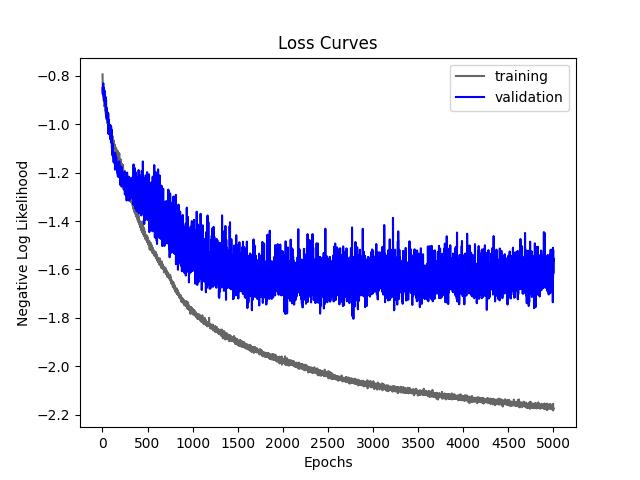 Loss Curves
training
validation
−0.8
−1.0
−1.2
−1.4
−1.6
−1.8
−2.0
−2.2
Negative Log Likelihood
0 500 1000 1500 2000 2500 3000 3500 4000 4500 5000
Epochs